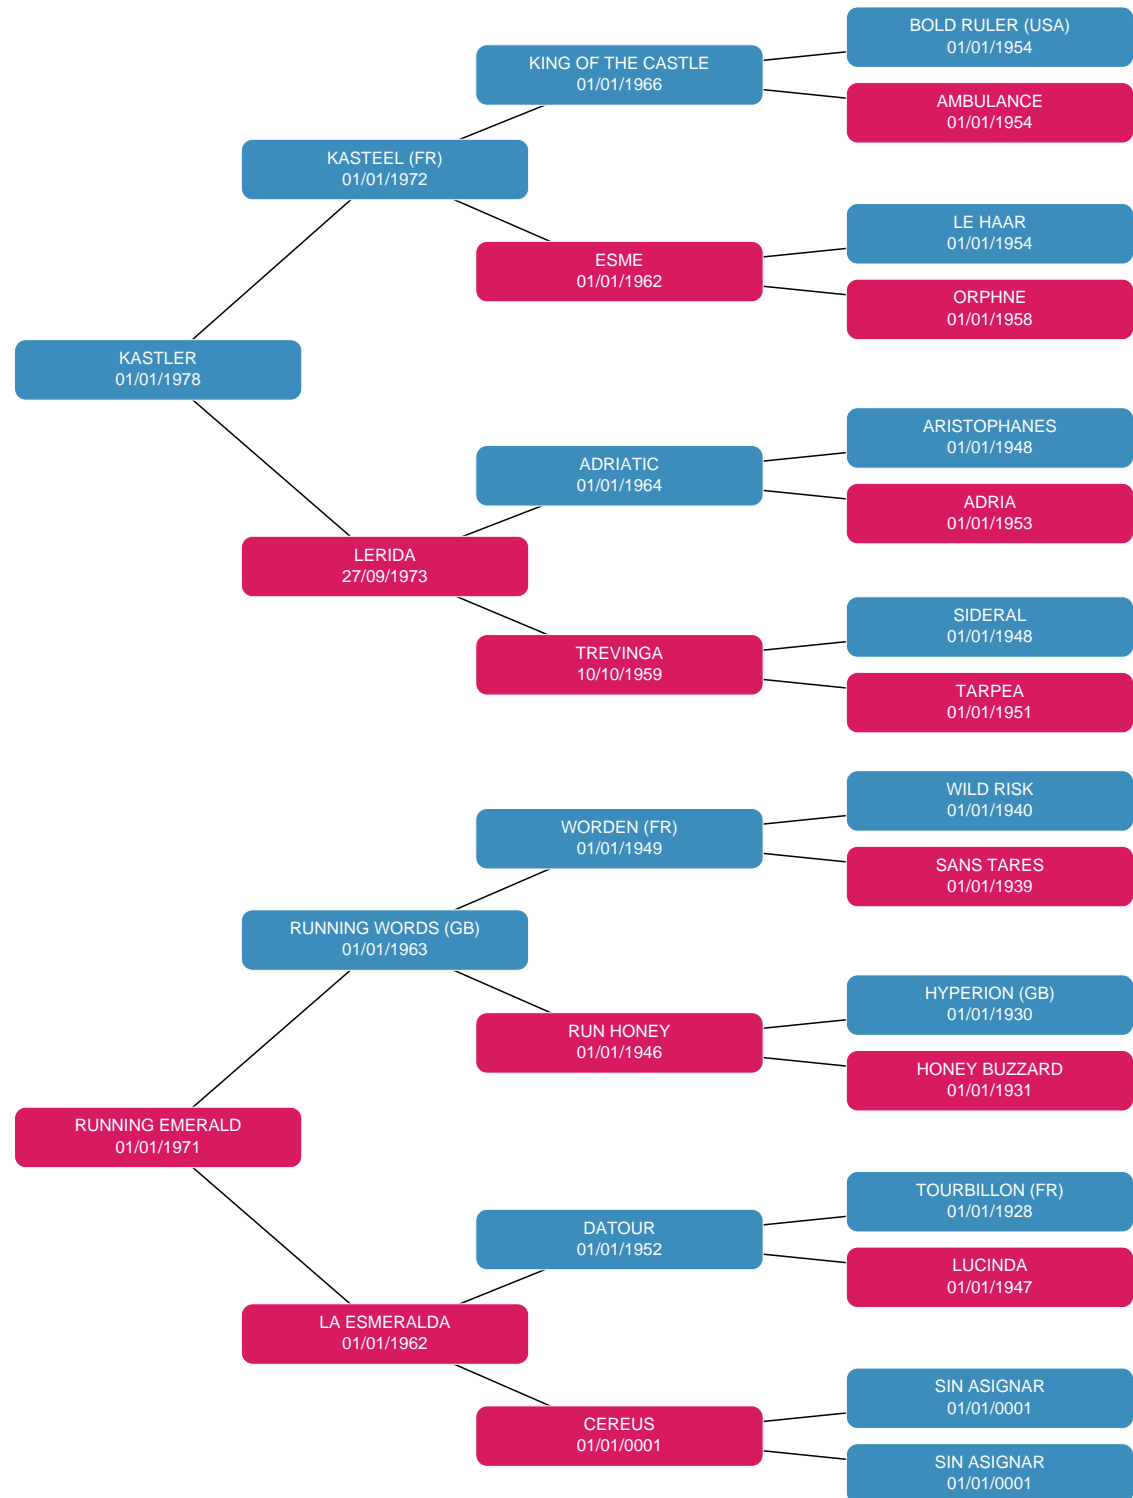 BOLD RULER (USA)
01/01/1954
KING OF THE CASTLE
01/01/1966
AMBULANCE
01/01/1954
KASTEEL (FR)
01/01/1972
LE HAAR
01/01/1954
ESME
01/01/1962
ORPHNE
01/01/1958
KASTLER
01/01/1978
ARISTOPHANES
01/01/1948
ADRIATIC
01/01/1964
ADRIA
01/01/1953
LERIDA
27/09/1973
SIDERAL
01/01/1948
TREVINGA
10/10/1959
TARPEA
01/01/1951
WILD RISK
01/01/1940
WORDEN (FR)
01/01/1949
SANS TARES
01/01/1939
RUNNING WORDS (GB)
01/01/1963
HYPERION (GB)
01/01/1930
RUN HONEY
01/01/1946
HONEY BUZZARD
01/01/1931
RUNNING EMERALD
01/01/1971
TOURBILLON (FR)
01/01/1928
DATOUR
01/01/1952
LUCINDA
01/01/1947
LA ESMERALDA
01/01/1962
SIN ASIGNAR
01/01/0001
CEREUS
01/01/0001
SIN ASIGNAR
01/01/0001